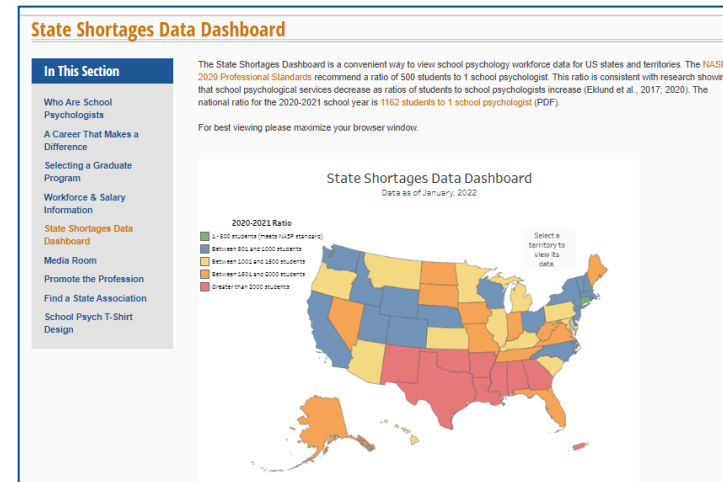 State Shortages Data Dashboard
In This Section
Who Are School
Psychologists
A Career That Makes a
Difference
Selecting a Graduate
Program
Workforce & Salary
Information
State Shortages Data
Dashboard
Media Room
Promote the Profession
Find a State Association
School Psych T-Shirt
Design
The State Shortages Dashboard is a convenient way to view school psychology workforce data for US states and territories. The NASP
2020 Professional Standards recommend a ratio of 500 students to 1 school psychologist. This ratio is consistent with research showin
that school psychological services decrease as ratios of students to school psychologists increase (Eklund et al., 2017; 2020). The
national ratio for the 2020-2021 school year is 1162 students to 1 school psychologist (PDF).
For best viewing please maximize your browser window.
State Shortages Data Dashboard
Data as of January, 2022
2020-2021 Ratio
1 - 500 students (meets NASP standard)
Between 501 and 1000 students
Between 1001 and 1500 students
Between 1501 and 2000 students
Greater than 2000 students
Select a
territory to
view its
data.